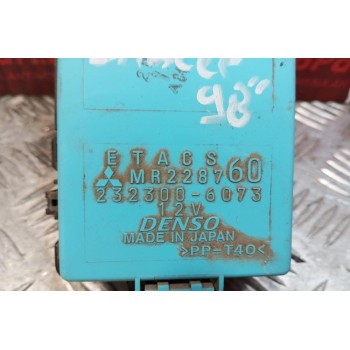 98"
ETACS
MR228760
232300-6073
12V
DENSO
MADE IN JAPAN
>PP-T40<